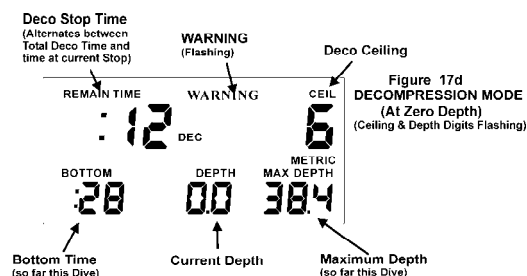 Deco Stop Time
(Alternates between
Total Deco Time and
time at current Stop)
WARNING
(Flashing)
Deco Ceiling
REMAIN TIME
WARNING
CEIL
:12
DEC
6
Figure 17d
DECOMPRESSION MODE
(At Zero Depth)
(Ceiling & Depth Digits Flashing)
METRIC
BOTTOM
DEPTH
MAX DEPTH
:28
0.0
38.4
Bottom Time
(so far this Dive)
Current Depth
Maximum Depth
(so far this Dive)